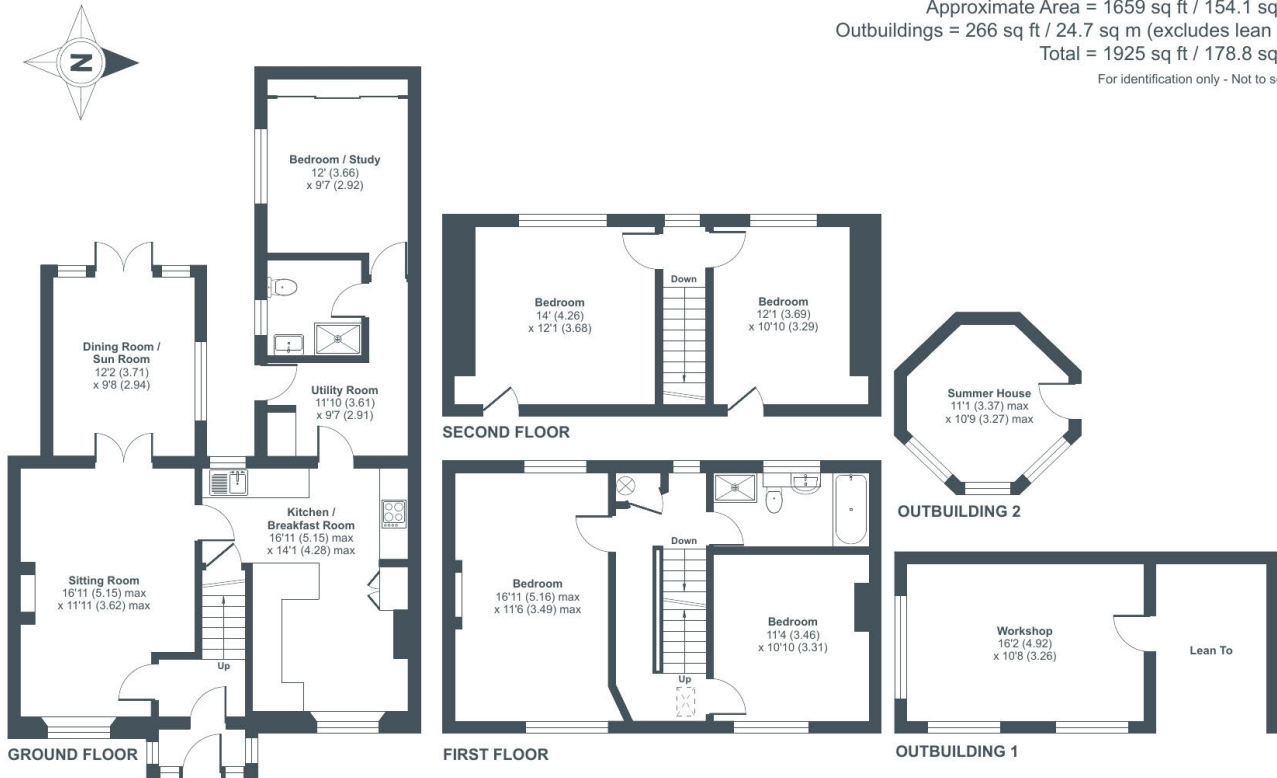 Approximate Area = 1659 sq ft / 154.1 sq
Outbuildings = 266 sq ft / 24.7 sq m (excludes lean
Total = 1925 sq ft / 178.8 sq
For identification only - Not to
N
Bedroom / Study
12' (3.66)
x 9'7 (2.92)
Dining Room /
Sun Room
12'2 (3.71)
x 9'8 (2.94)
Utility Room
11'10 (3.61)
x 9'7 (2.91)
Kitchen /
Breakfast Room
16'11 (5.15) max
x 14'1 (4.28) max
Sitting Room
16'11 (5.15) max
x 11'11 (3.62) max
Up
GROUND FLOOR
Bedroom
14' (4.26)
x 12'1 (3.68)
Down
Bedroom
12'1 (3.69)
x 10'10 (3.29)
SECOND FLOOR
Bedroom
16'11 (5.16) max
x 11'6 (3.49) max
Down
Up
Bedroom
11'4 (3.46)
x 10'10 (3.31)
FIRST FLOOR
Summer House
11'1 (3.37) max
x 10'9 (3.27) max
OUTBUILDING 2
Workshop
16'2 (4.92)
x 10'8 (3.26)
Lean To
OUTBUILDING 1